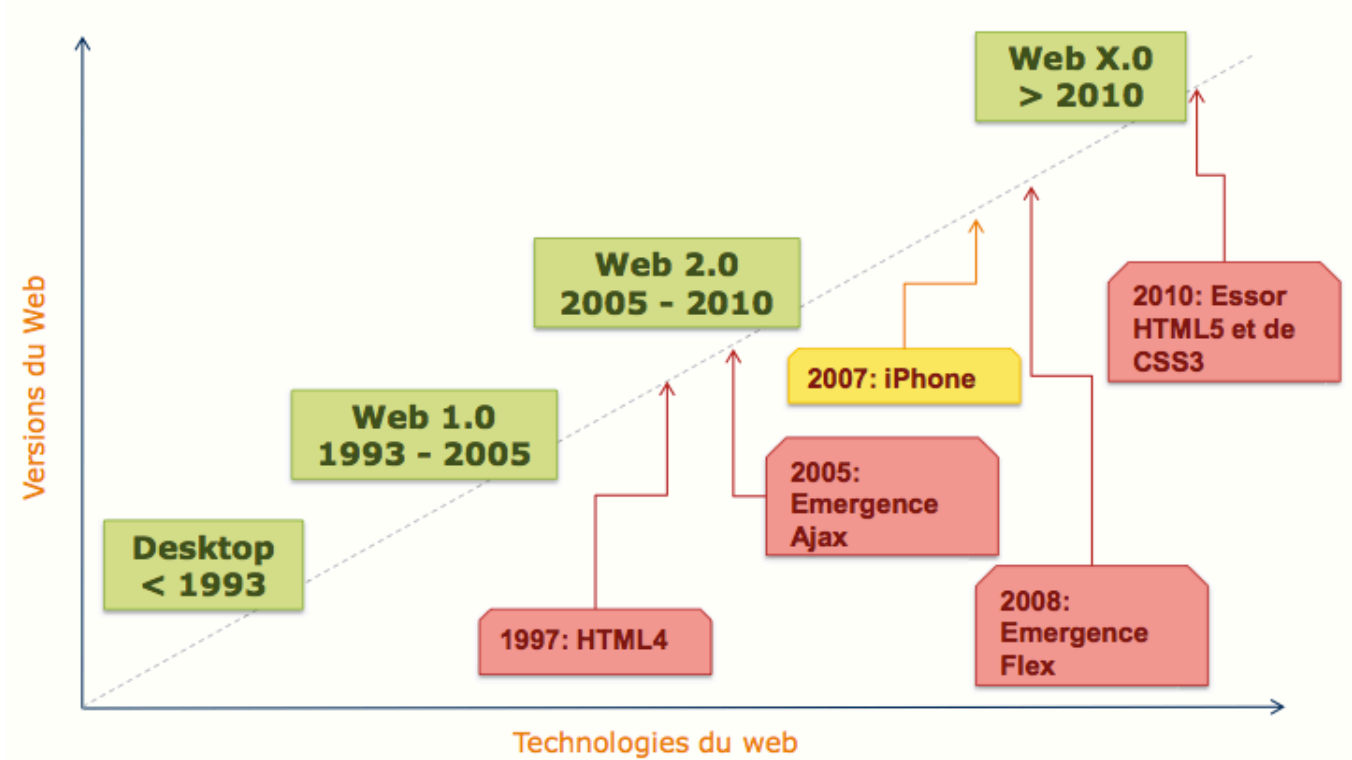 Web X.0
> 2010
Web 2.0
2005 - 2010
2010: Essor
HTML5 et de
CSS3
2007: iPhone
Web 1.0
1993 - 2005
2005:
Emergence
Ajax
Desktop
< 1993
2008:
Emergence
Flex
1997: HTML4
Versions du Web
Technologies du web